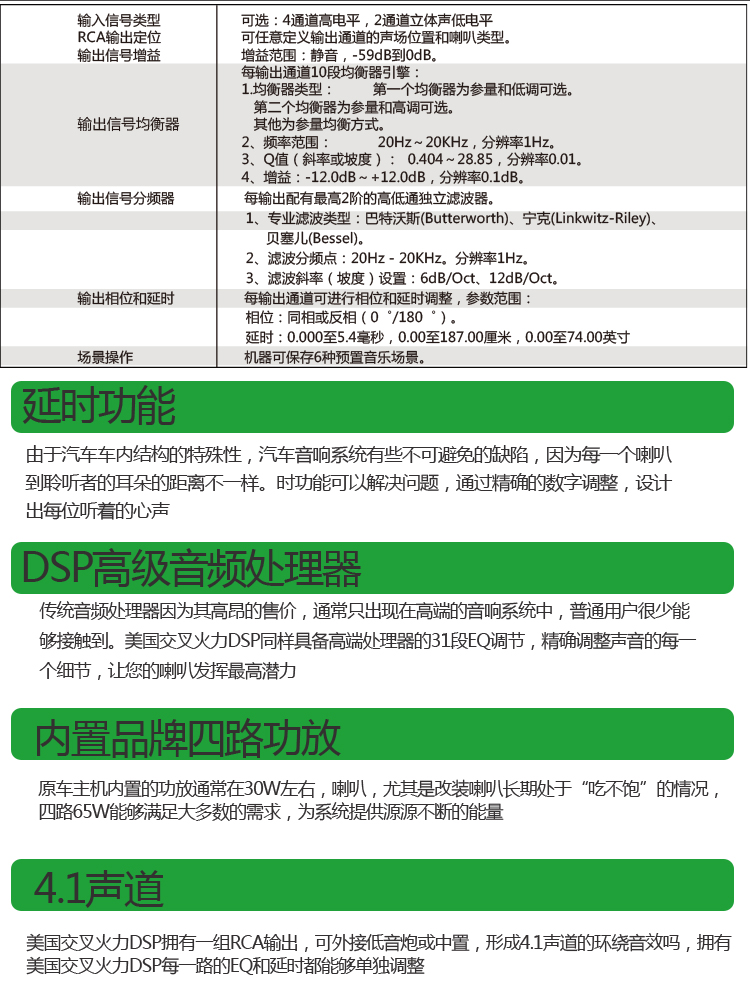 输入信号类型 可选：4通道高电平，2通道立体声低电平
RCA输出定位 可任意定义输出通道的声场位置和喇叭类型。
输出信号增益 增益范围：静音，-59dB到0dB。
每输出通道10段均衡器引擎：
1.均衡器类型： 第一个均衡器为参量和低调可选。
第二个均衡器为参量和高调可选。
输出信号均衡器 其他为参量均衡方式。
2、频率范围： 20Hz～20KHz，分辨率1Hz。
3、Q值（斜率或坡度）： 0.404～28.85，分辨率0.01。
4、增益：-12.0dB～+12.0dB，分辨率0.1dB。
输出信号分频器 每输出配有最高2阶的高低通独立滤波器。
1、专业滤波类型：巴特沃斯(Butterworth)、宁克(Linkwitz-Riley)、
贝塞儿(Bessel)。
2、滤波分频点：20Hz - 20KHz。分辨率1Hz。
3、滤波斜率（坡度）设置：6dB/Oct、12dB/Oct。
输出相位和延时 每输出通道可进行相位和延时调整，参数范围：
相位：同相或反相（0゜/180゜）。
延时：0.000至5.4毫秒，0.00至187.00厘米，0.00至74.00英寸
场景操作 机器可保存6种预置音乐场景。
延时功能
由于汽车车内结构的特殊性，汽车音响系统有些不可避免的缺陷，因为每一个喇叭
到聆听者的耳朵的距离不一样。时功能可以解决问题，通过精确的数字调整，设计
出每位听着的心声
DSP高级音频处理器
传统音频处理器因为其高昂的售价，通常只出现在高端的音响系统中，普通用户很少能
够接触到。美国交叉火力DSP同样具备高端处理器的31段EQ调节，精确调整声音的每一
个细节，让您的喇叭发挥最高潜力
内置品牌四路功放
原车主机内置的功放通常在30W左右，喇叭，尤其是改装喇叭长期处于“吃不饱”的情况，
四路65W能够满足大多数的需求，为系统提供源源不断的能量
4.1声道
美国交叉火力DSP拥有一组RCA输出，可外接低音炮或中置，形成4.1声道的环绕音效吗，拥有
美国交叉火力DSP每一路的EQ和延时都能够单独调整